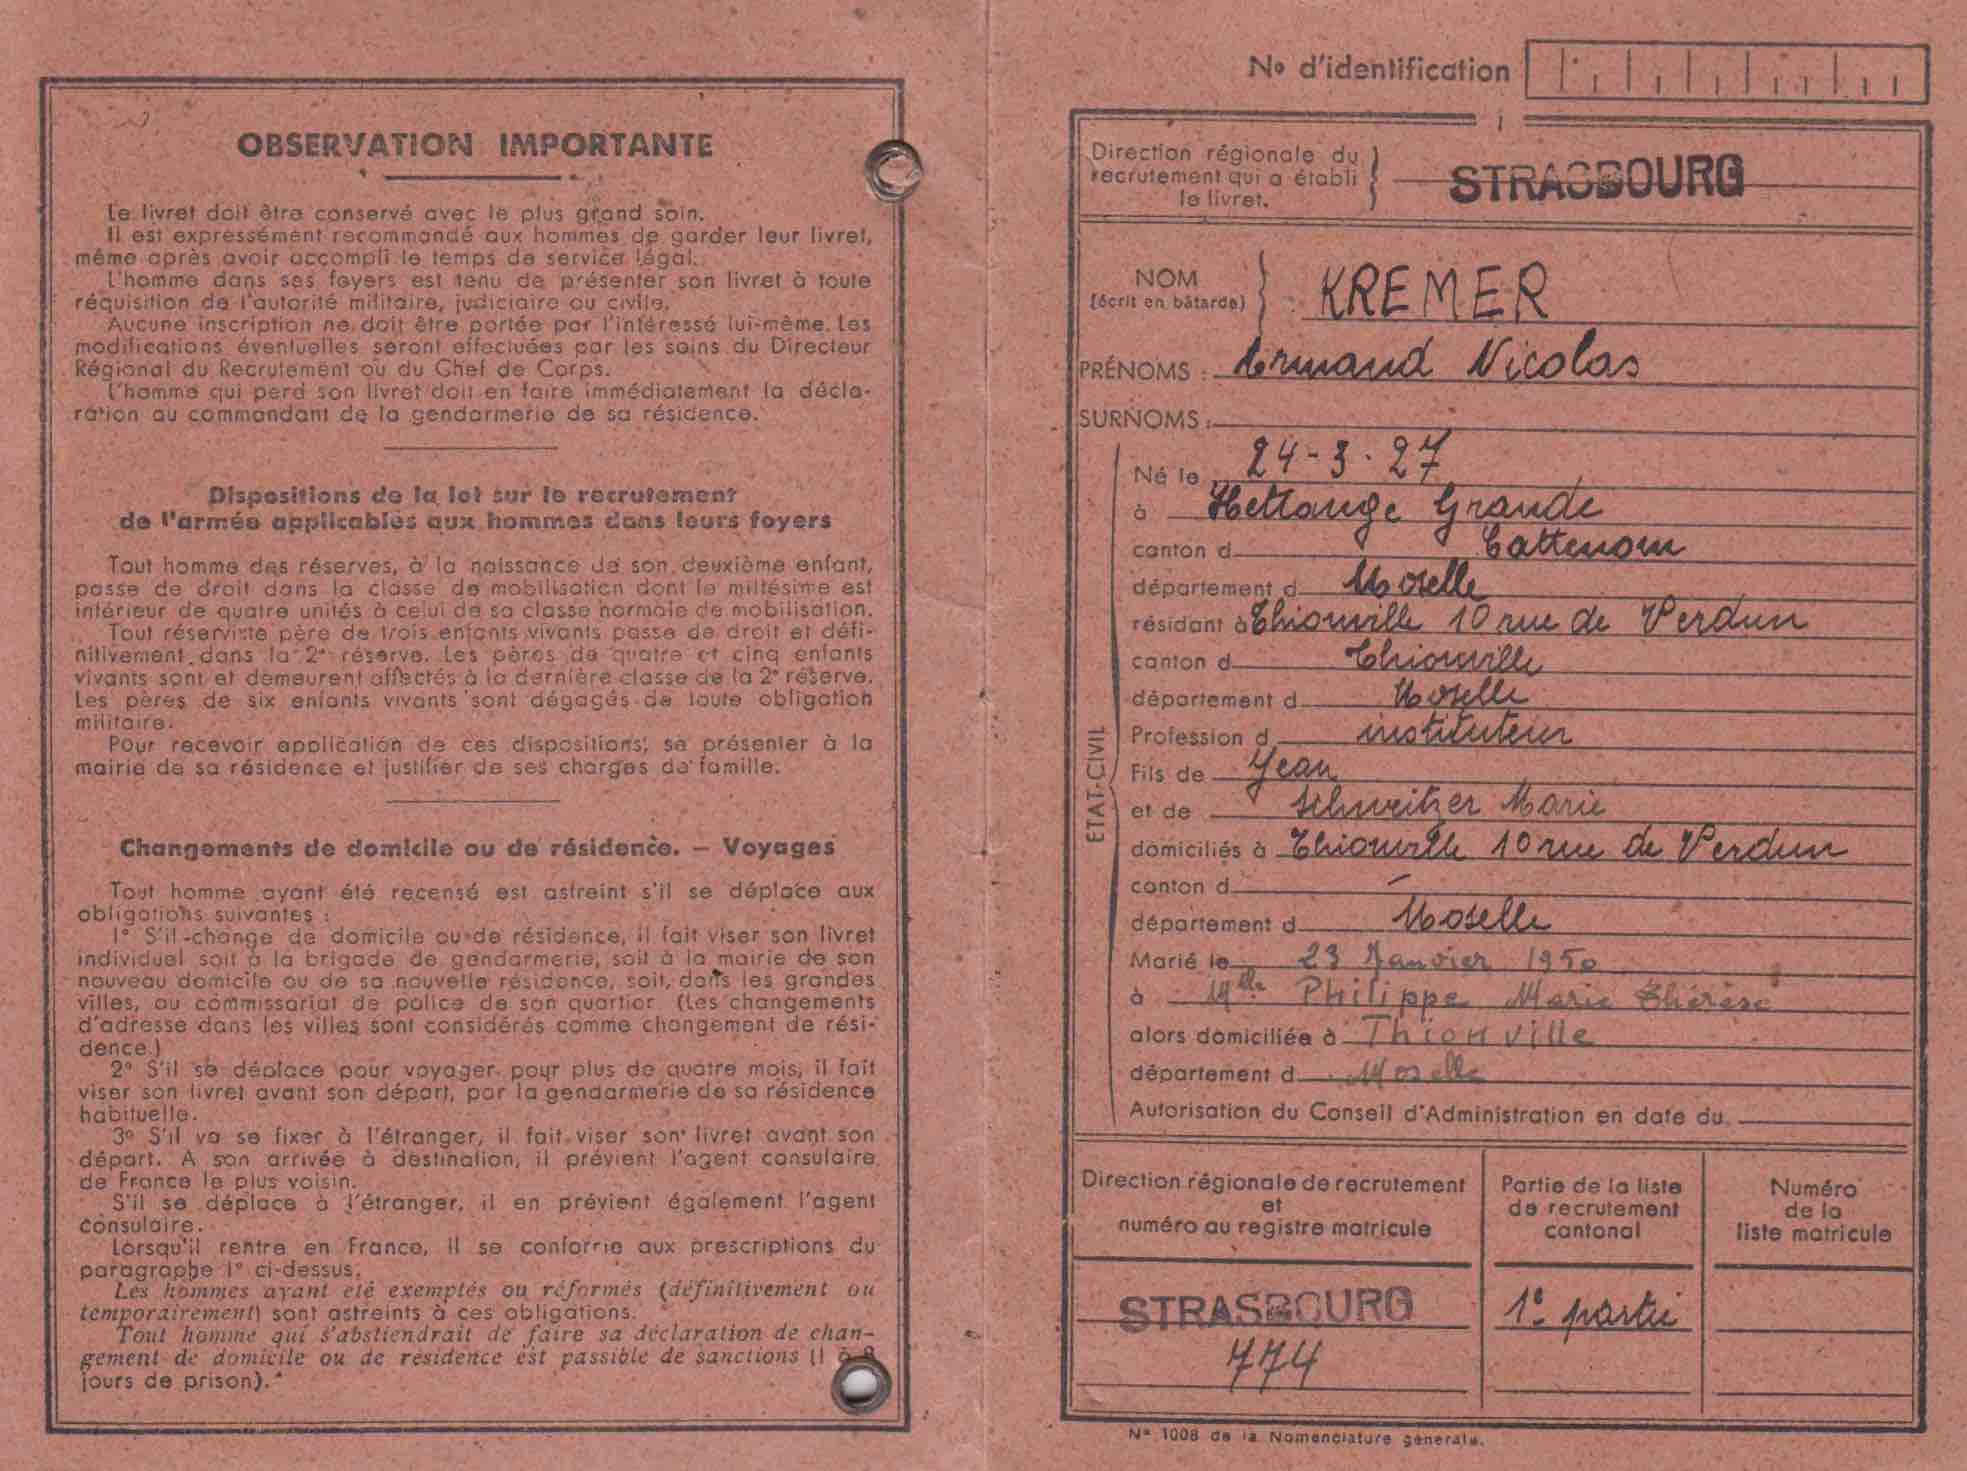 OBSERVATION IMPORTANTE
Le livret doit être conservé avec le plus grand soin.
Il est expressément recommandé aux hommes de garder leur livret,
même après avoir accompli le temps de service légal.
L'homme dans ses foyers est tenu de présenter son livret à toute
réquisition de l'autorité militaire, judiciaire ou civile.
Aucune inscription ne doit être portée par l'intéressé lui-même. Les
modifications éventuelles seront effectuées par les soins du Directeur
Régional du Recrutement ou du Chef de Corps.
L'homme qui perd son livret doit en faire immédiatement la décla-
ration au commandant de la gendarmerie de sa résidence.
Dispositions de la loi sur le recrutement
de l'armée applicables aux hommes dans leurs foyers
Tout homme des réserves, à la naissance de son deuxième enfant,
passe de droit dans la classe de mobilisation dont le millésime est
inférieur de quatre unités à celui de sa classe normale de mobilisation.
Tout réserviste père de trois enfants vivants passe de droit et défi-
nitivement dans la 2e réserve. Les pères de quatre et cinq enfants
vivants sont et demeurent affectés à la dernière classe de la 2e réserve.
Les pères de six enfants vivants sont dégagés de toute obligation
militaire.
Pour recevoir application de ces dispositions, se présenter à la
mairie de sa résidence et justifier de ses charges de famille.
Changements de domicile ou de résidence. — Voyages
Tout homme ayant été recensé est astreint s'il se déplace aux
obligations suivantes :
1° S'il change de domicile ou de résidence, il fait viser son livret
individuel soit à la brigade de gendarmerie, soit à la mairie de son
nouveau domicile ou de sa nouvelle résidence, soit, dans les grandes
villes, au commissariat de police de son quartier. (Les changements
d'adresse dans les villes sont considérés comme changement de rési-
dence.)
2° S'il se déplace pour voyager pour plus de quatre mois, il fait
viser son livret avant son départ, par la gendarmerie de sa résidence
habituelle.
3° S'il va se fixer à l'étranger, il fait viser son livret avant son
départ. A son arrivée à destination, il prévient l'agent consulaire
de France le plus voisin.
S'il se déplace à l'étranger, il en prévient également l'agent
consulaire.
Lorsqu'il rentre en France, il se conforme aux prescriptions du
paragraphe 1° ci-dessus.
Les hommes ayant été exemptés ou réformés (définitivement ou
temporairement) sont astreints à ces obligations.
Tout homme qui s'abstiendrait de faire sa déclaration de chan-
gement de domicile ou de résidence est passible de sanctions (1 à 8
jours de prison).
No d'identification
Direction régionale du
recrutement qui a établi
le livret.
STRASBOURG
NOM
(écrit en bâtarde)
KREMER
PRÉNOMS : Armand Nicolas
SURNOMS :
ETAT-CIVIL
Né le 24-3-27
à Hettange Grande
canton d Cattenom
département d Moselle
résidant à Thionville 10 rue de Verdun
canton d Thionville
département d Moselle
Profession d instituteur
Fils de Jean
et de Schweitzer Marie
domiciliés à Thionville 10 rue de Verdun
canton d –
département d Moselle
Marié le 23 Janvier 1950
à Mlle Philippe Marie Thérèse
alors domiciliée à Thionville
département d Moselle
Autorisation du Conseil d'Administration en date du
Direction régionale de recrutement
et
numéro au registre matricule
STRASBOURG
774
Partie de la liste
de recrutement
cantonal
1e partie
Numéro
de la
liste matricule
N° 1008 de la Nomenclature générale.